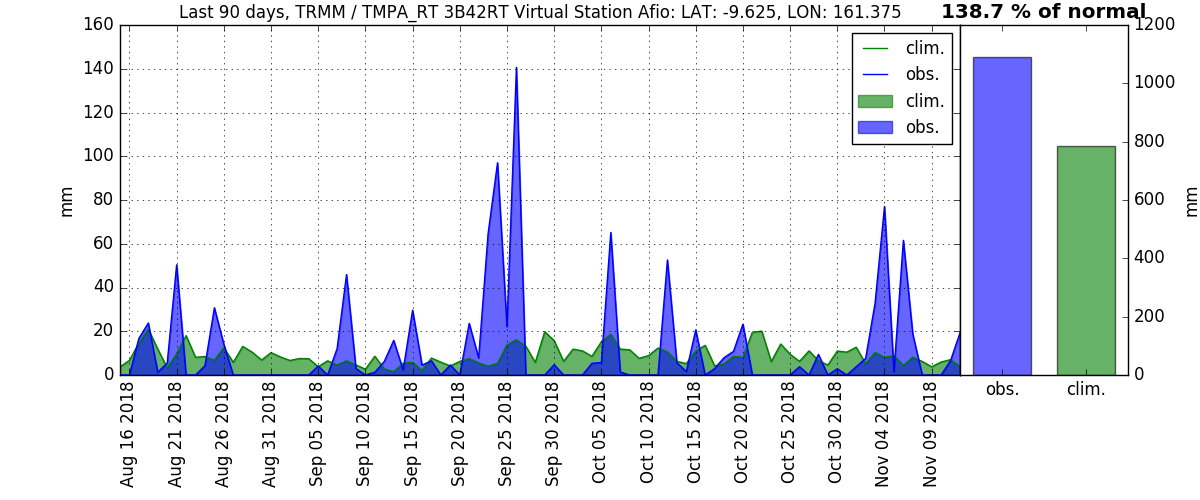 Last 90 days, TRMM / TMPA_RT 3B42RT Virtual Station Afio: LAT: -9.625, LON: 161.375
138.7 % of normal
160
140
120
100
80
60
40
20
0
mm
clim.
obs.
clim.
obs.
1200
1000
800
600
400
200
0
mm
Aug 16 2018
Aug 21 2018
Aug 26 2018
Aug 31 2018
Sep 05 2018
Sep 10 2018
Sep 15 2018
Sep 20 2018
Sep 25 2018
Sep 30 2018
Oct 05 2018
Oct 10 2018
Oct 15 2018
Oct 20 2018
Oct 25 2018
Oct 30 2018
Nov 04 2018
Nov 09 2018
obs.
clim.